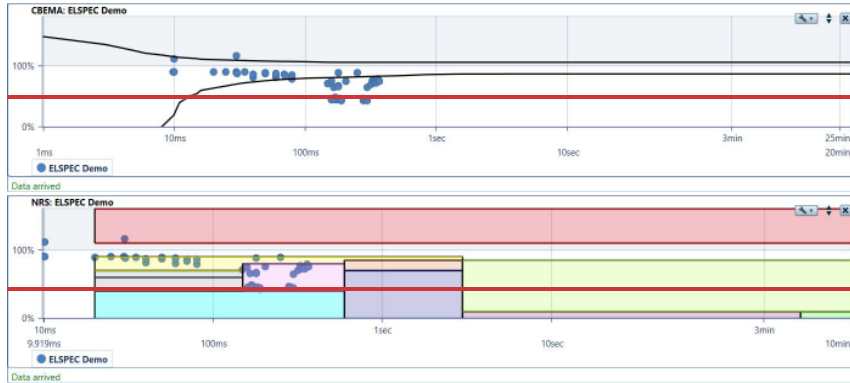 CBEMA: ELSPEC Demo
100%
0%
10ms 1sec 3min 25min
1ms 100ms 10sec 20min
ELSPEC Demo
Data arrived
NRS: ELSPEC Demo
100%
0%
10ms 1sec 3min
9.919ms 100ms 10sec 10min
ELSPEC Demo
Data arrived